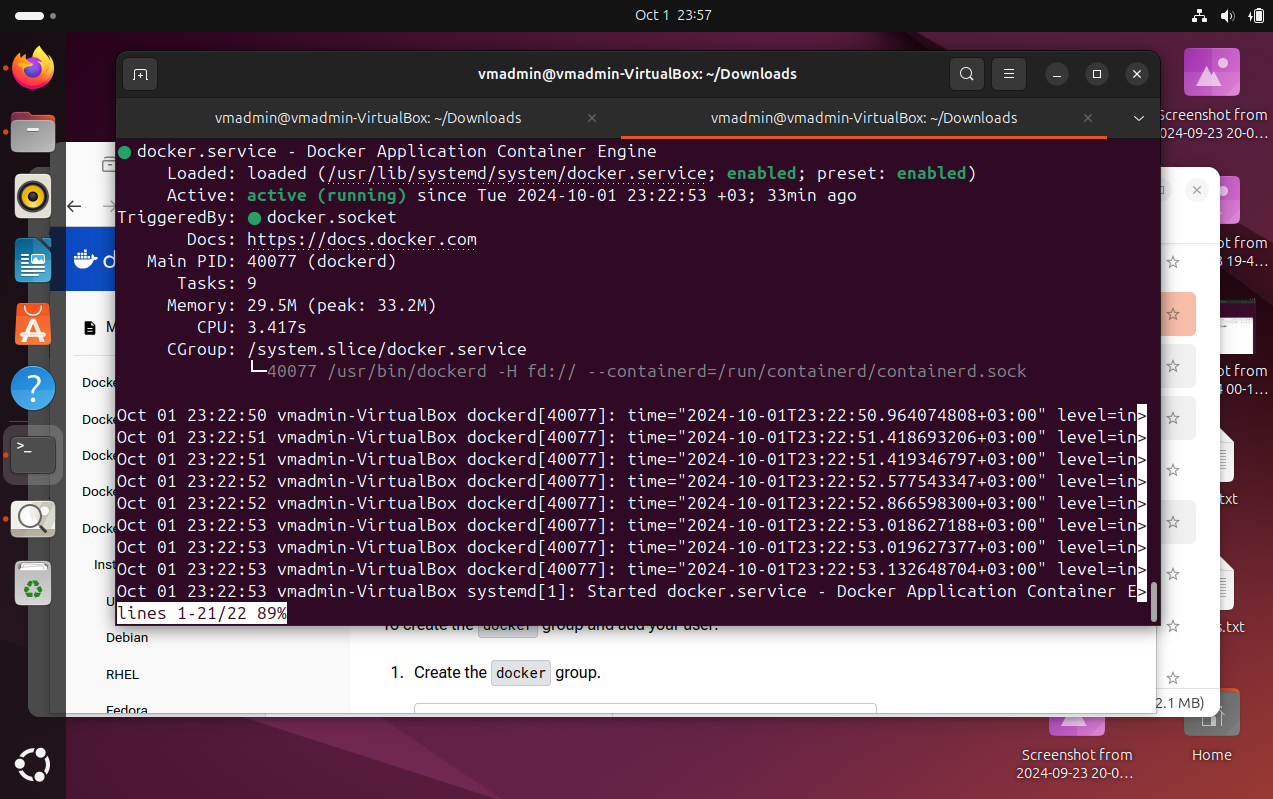 Oct 1 23:57
vmadmin@vmadmin-VirtualBox: ~/Downloads
vmadmin@vmadmin-VirtualBox: ~/Downloads
vmadmin@vmadmin-VirtualBox: ~/Downloads
● docker.service - Docker Application Container Engine
Loaded: loaded (/usr/lib/systemd/system/docker.service; enabled; preset: enabled)
Active: active (running) since Tue 2024-10-01 23:22:53 +03; 33min ago
TriggeredBy: ● docker.socket
Docs: https://docs.docker.com
Main PID: 40077 (dockerd)
Tasks: 9
Memory: 29.5M (peak: 33.2M)
CPU: 3.417s
CGroup: /system.slice/docker.service
└─40077 /usr/bin/dockerd -H fd:// --containerd=/run/containerd/containerd.sock
Oct 01 23:22:50 vmadmin-VirtualBox dockerd[40077]: time="2024-10-01T23:22:50.964074808+03:00" level=in>
Oct 01 23:22:51 vmadmin-VirtualBox dockerd[40077]: time="2024-10-01T23:22:51.418693206+03:00" level=in>
Oct 01 23:22:51 vmadmin-VirtualBox dockerd[40077]: time="2024-10-01T23:22:51.419346797+03:00" level=in>
Oct 01 23:22:52 vmadmin-VirtualBox dockerd[40077]: time="2024-10-01T23:22:52.577543347+03:00" level=in>
Oct 01 23:22:52 vmadmin-VirtualBox dockerd[40077]: time="2024-10-01T23:22:52.866598300+03:00" level=in>
Oct 01 23:22:53 vmadmin-VirtualBox dockerd[40077]: time="2024-10-01T23:22:53.018627188+03:00" level=in>
Oct 01 23:22:53 vmadmin-VirtualBox dockerd[40077]: time="2024-10-01T23:22:53.019627377+03:00" level=in>
Oct 01 23:22:53 vmadmin-VirtualBox dockerd[40077]: time="2024-10-01T23:22:53.132648704+03:00" level=in>
Oct 01 23:22:53 vmadmin-VirtualBox systemd[1]: Started docker.service - Docker Application Container E>
lines 1-21/22 89%
To create the docker group and add your user:
1. Create the docker group.
Debian
RHEL
Fedora
Screenshot from
2024-09-23 20-0…
2.1 MB)
Screenshot from
2024-09-23 20-0…
Home